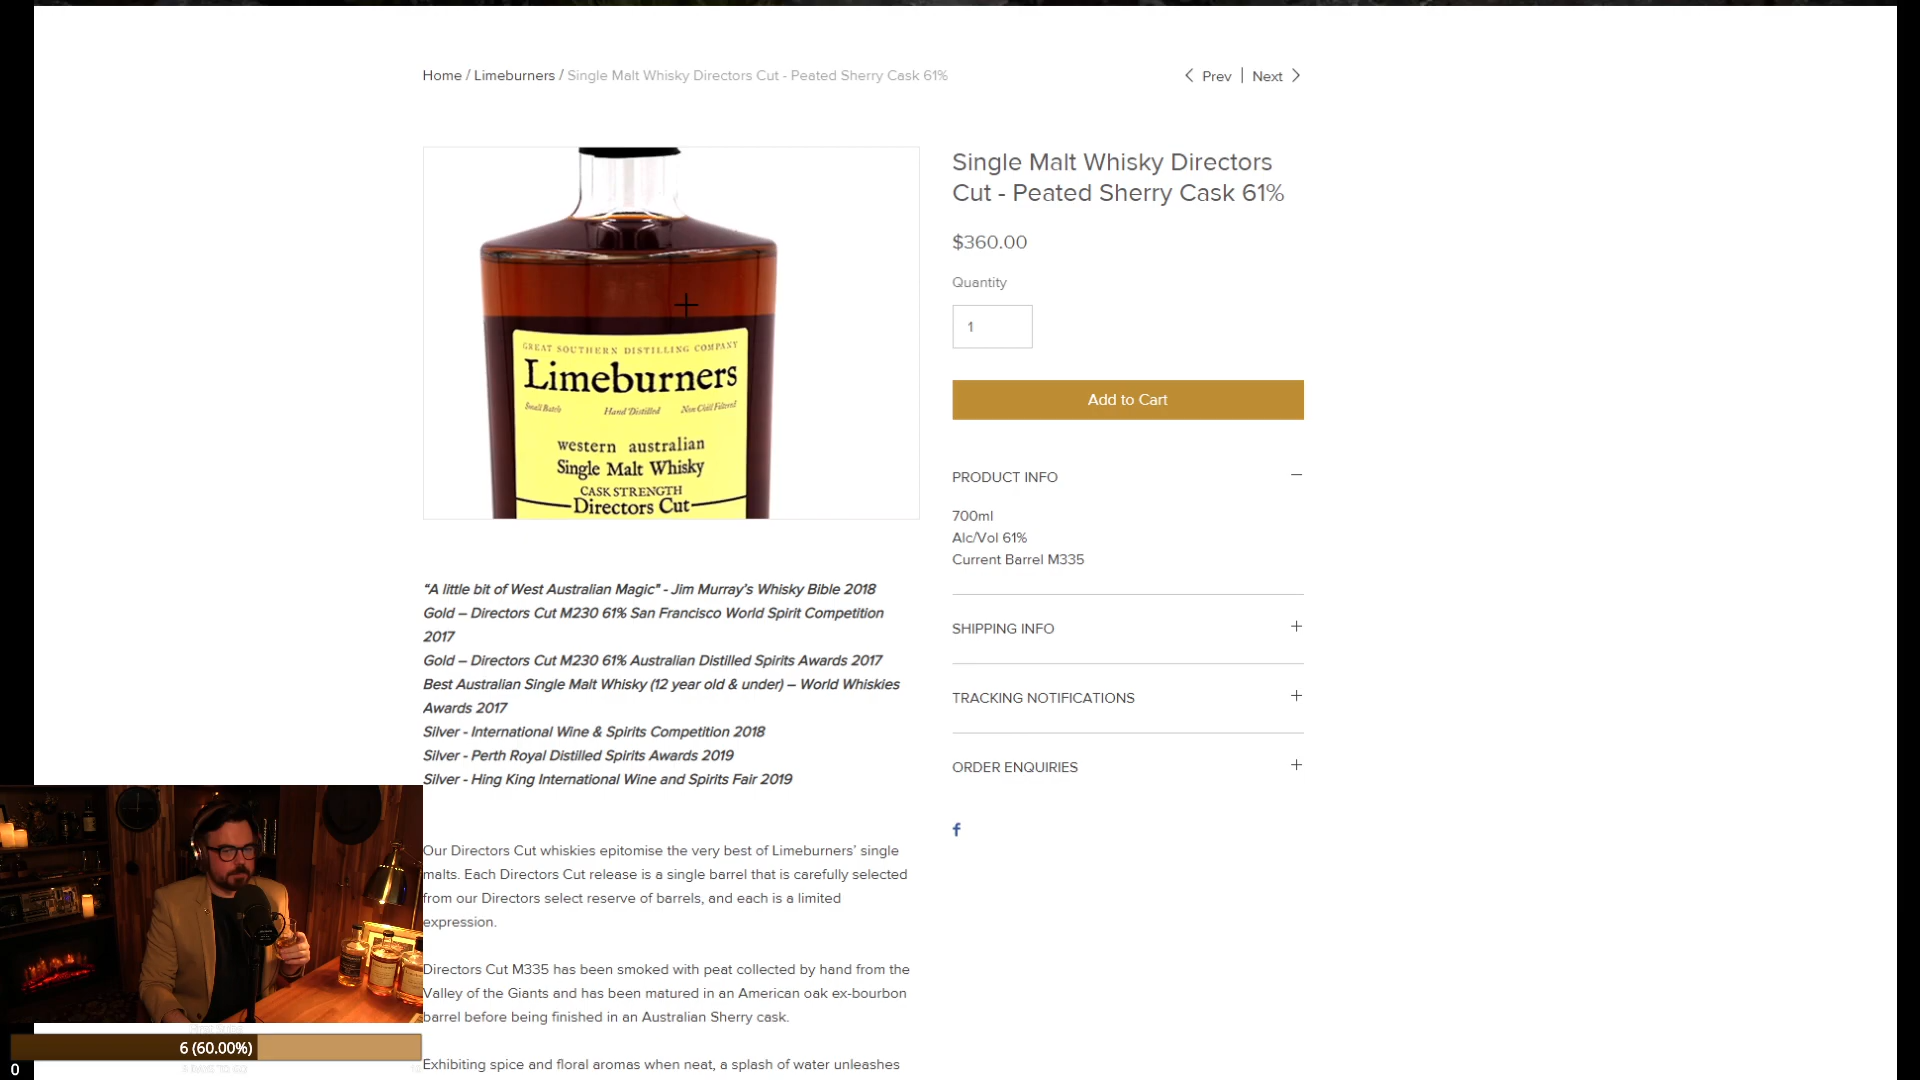 Home / Limeburners / Single Malt Whisky Directors Cut - Peated Sherry Cask 61%
Prev | Next
GREAT SOUTHERN DISTILLING COMPANY
Limeburners
Small Batch Hand Distilled Non Chill Filtered
western australian
Single Malt Whisky
CASK STRENGTH
Directors Cut
Single Malt Whisky Directors
Cut - Peated Sherry Cask 61%
$360.00
Quantity
1
Add to Cart
PRODUCT INFO
700ml
Alc/Vol 61%
Current Barrel M335
SHIPPING INFO
TRACKING NOTIFICATIONS
ORDER ENQUIRIES
“A little bit of West Australian Magic" - Jim Murray’s Whisky Bible 2018
Gold – Directors Cut M230 61% San Francisco World Spirit Competition
2017
Gold – Directors Cut M230 61% Australian Distilled Spirits Awards 2017
Best Australian Single Malt Whisky (12 year old & under) – World Whiskies
Awards 2017
Silver - International Wine & Spirits Competition 2018
Silver - Perth Royal Distilled Spirits Awards 2019
Silver - Hing King International Wine and Spirits Fair 2019
Our Directors Cut whiskies epitomise the very best of Limeburners’ single
malts. Each Directors Cut release is a single barrel that is carefully selected
from our Directors select reserve of barrels, and each is a limited
expression.
Directors Cut M335 has been smoked with peat collected by hand from the
Valley of the Giants and has been matured in an American oak ex-bourbon
barrel before being finished in an Australian Sherry cask.
Exhibiting spice and floral aromas when neat, a splash of water unleashes
6 (60.00%)
0